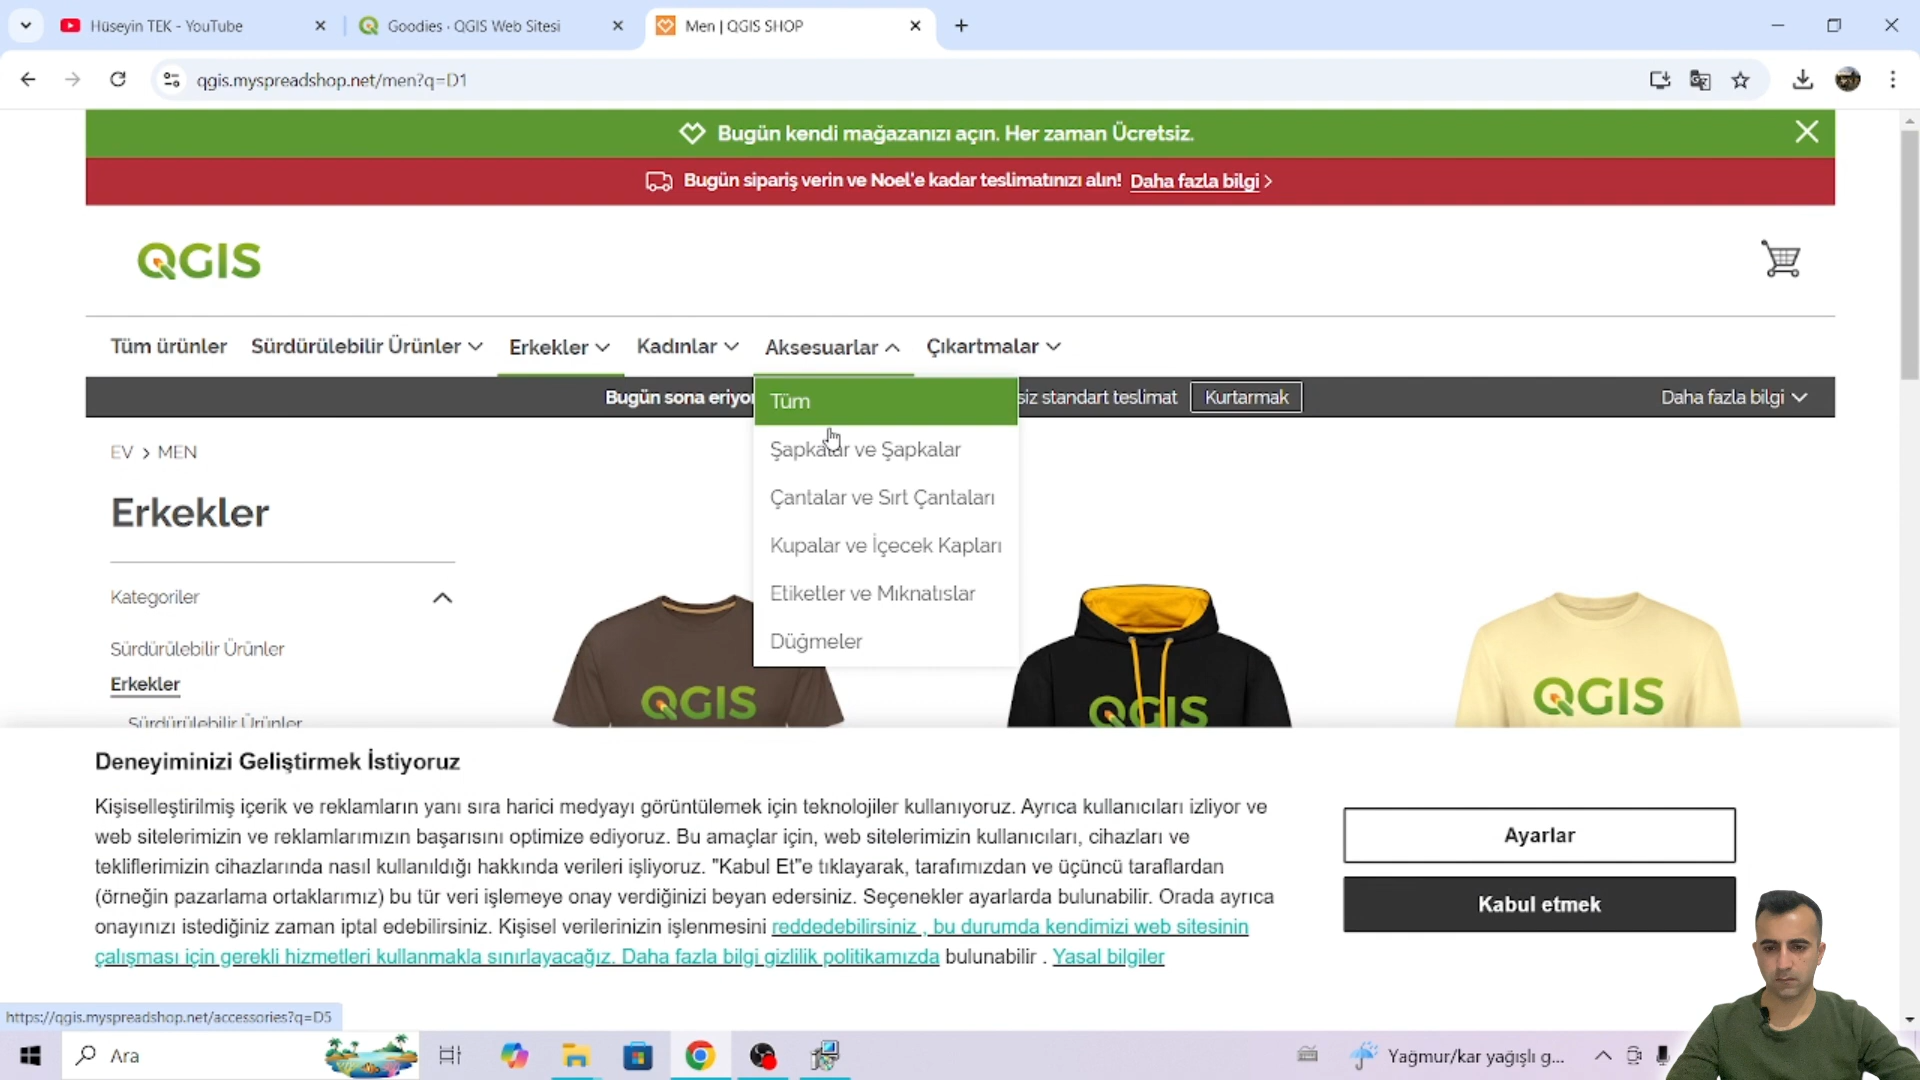 Hüseyin TEK - YouTube
Goodies · QGIS Web Sitesi
Men | QGIS SHOP
qgis.myspreadshop.net/men?q=D1
Bugün kendi mağazanızı açın. Her zaman Ücretsiz.
Bugün sipariş verin ve Noel'e kadar teslimatınızı alın! Daha fazla bilgi >
QGIS
Tüm ürünler Sürdürülebilir Ürünler Erkekler Kadınlar Aksesuarlar Çıkartmalar
Bugün sona eriyor
siz standart teslimat Kurtarmak Daha fazla bilgi
Tüm
Şapkalar ve Şapkalar
Çantalar ve Sırt Çantaları
Kupalar ve İçecek Kapları
Etiketler ve Mıknatıslar
Düğmeler
EV > MEN
Erkekler
Kategoriler
Sürdürülebilir Ürünler
Erkekler
Sürdürülebilir Ürünler
QGIS
QGIS
QGIS
Deneyiminizi Geliştirmek İstiyoruz
Kişiselleştirilmiş içerik ve reklamların yanı sıra harici medyayı görüntülemek için teknolojiler kullanıyoruz. Ayrıca kullanıcıları izliyor ve
web sitelerimizin ve reklamlarımızın başarısını optimize ediyoruz. Bu amaçlar için, web sitelerimizin kullanıcıları, cihazları ve
tekliflerimizin cihazlarında nasıl kullanıldığı hakkında verileri işliyoruz. "Kabul Et"e tıklayarak, tarafımızdan ve üçüncü taraflardan
(örneğin pazarlama ortaklarımız) bu tür veri işlemeye onay verdiğinizi beyan edersiniz. Seçenekler ayarlarda bulunabilir. Orada ayrıca
onayınızı istediğiniz zaman iptal edebilirsiniz. Kişisel verilerinizin işlenmesini reddedebilirsiniz , bu durumda kendimizi web sitesinin
çalışması için gerekli hizmetleri kullanmakla sınırlayacağız. Daha fazla bilgi gizlilik politikamızda bulunabilir . Yasal bilgiler
Ayarlar
Kabul etmek
https://qgis.myspreadshop.net/accessories?q=D5
Ara
Yağmur/kar yağışlı g...